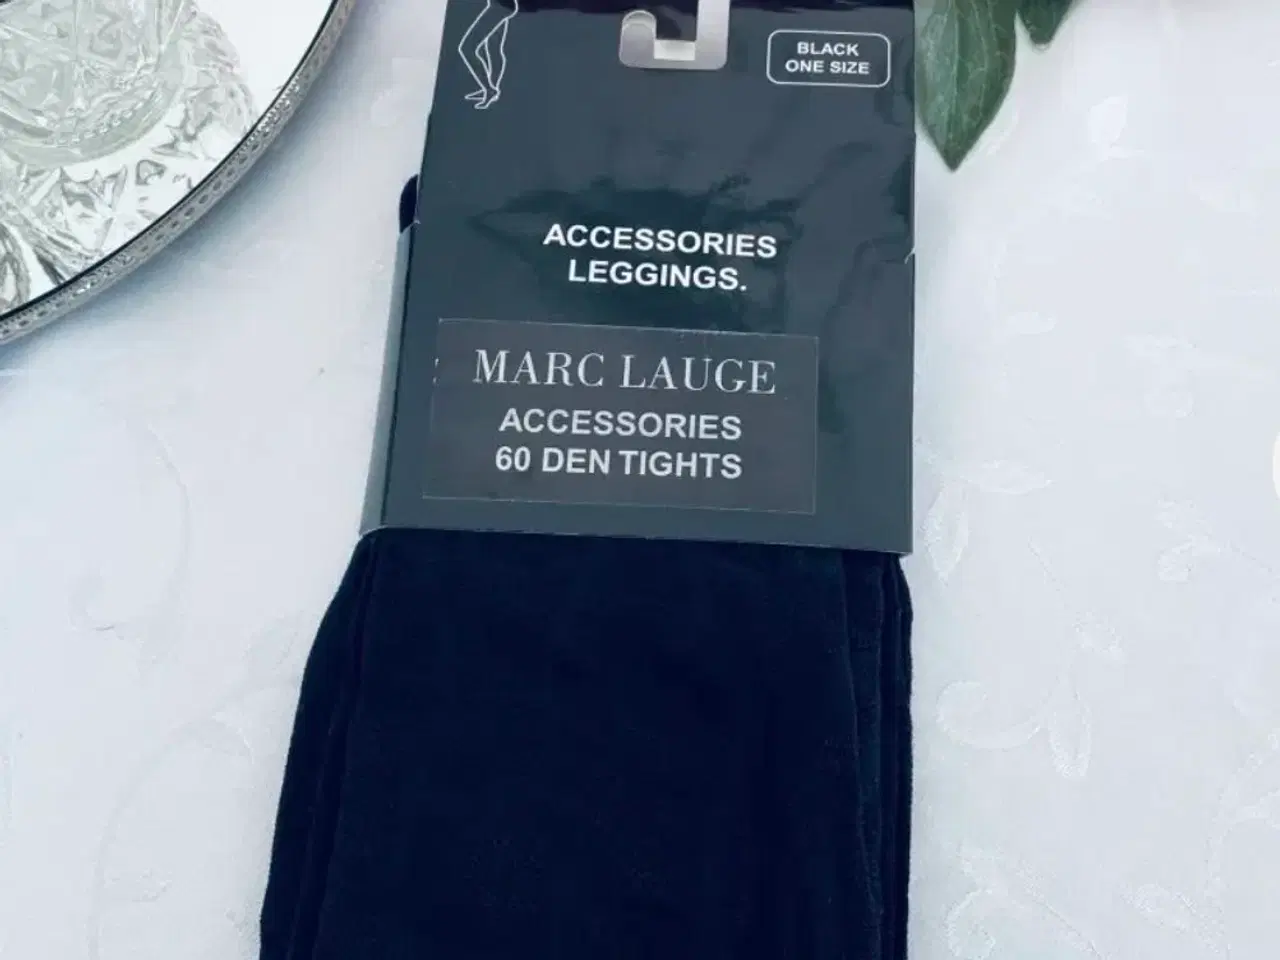 BLACK
ONE SIZE
ACCESSORIES
LEGGINGS.
MARC LAUGE
ACCESSORIES
60 DEN TIGHTS